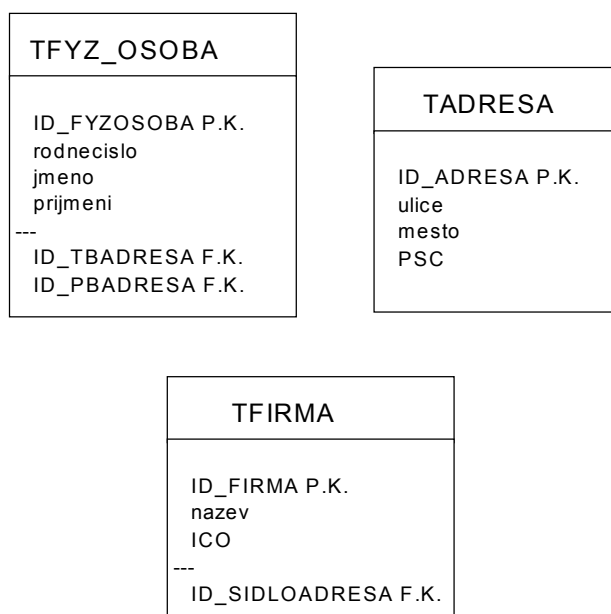 TFYZ_OSOBA
ID_FYZOSOBA P.K.
rodnecislo
jmeno
prijmeni
---
ID_TBADRESA F.K.
ID_PBADRESA F.K.
TADRESA
ID_ADRESA P.K.
ulice
mesto
PSC
TFIRMA
ID_FIRMA P.K.
nazev
ICO
---
ID_SIDLOADRESA F.K.